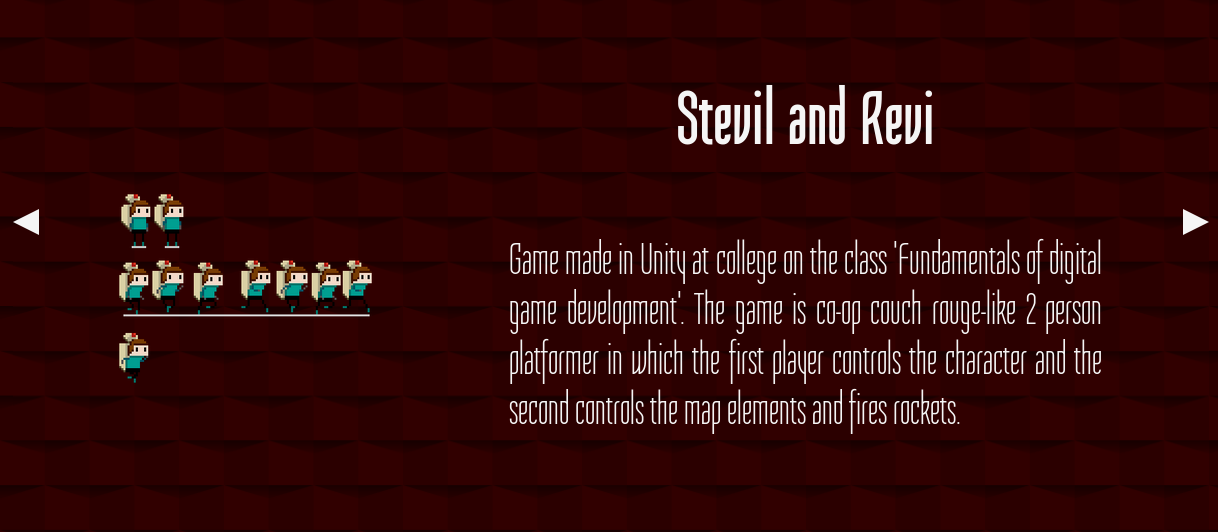 Stevil and Revi
Game made in Unity at college on the class 'Fundamentals of digital
game development'. The game is co-op couch rouge-like 2 person
platformer in which the first player controls the character and the
second controls the map elements and fires rockets.